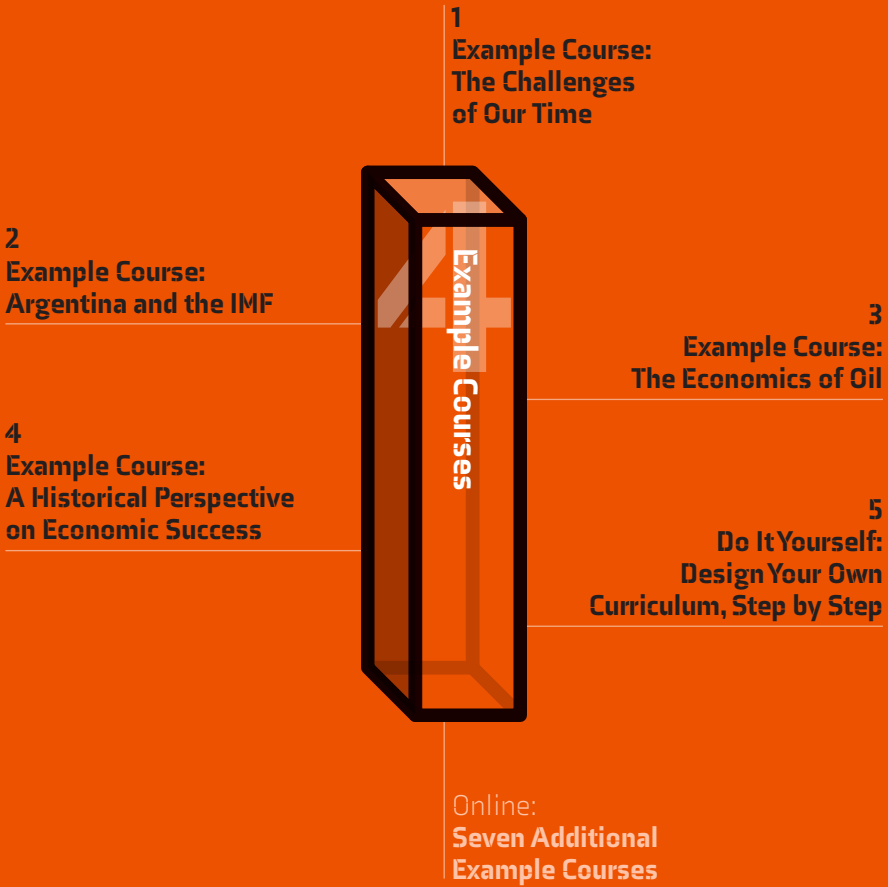 1
Example Course:
The Challenges
of Our Time
2
Example Course:
Argentina and the IMF
3
Example Course:
The Economics of Oil
4
Example Course:
A Historical Perspective
on Economic Success
5
Do It Yourself:
Design Your Own
Curriculum, Step by Step
4
Example Courses
Online:
Seven Additional
Example Courses